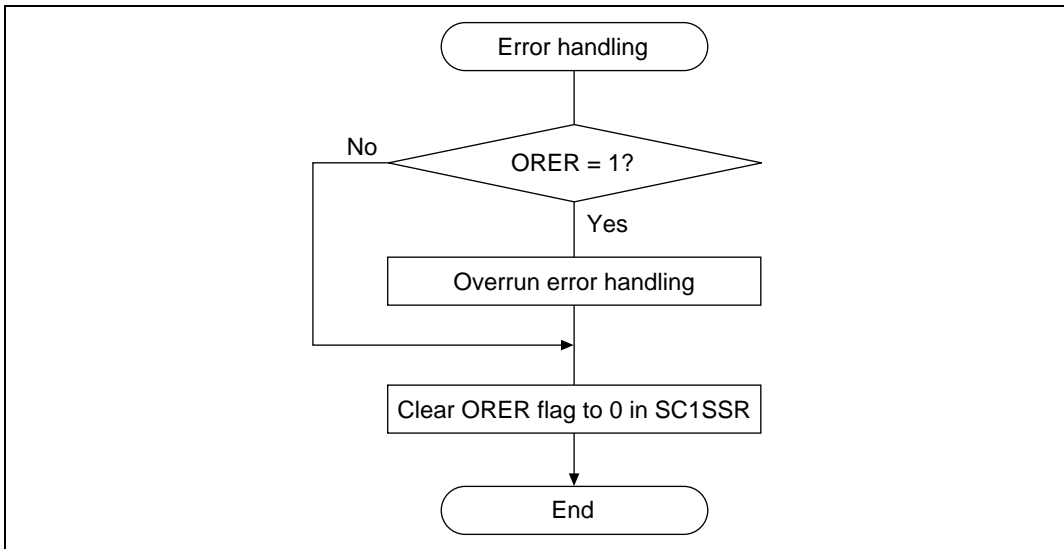 Error handling
No
ORER = 1?
Yes
Overrun error handling
Clear ORER flag to 0 in SC1SSR
End